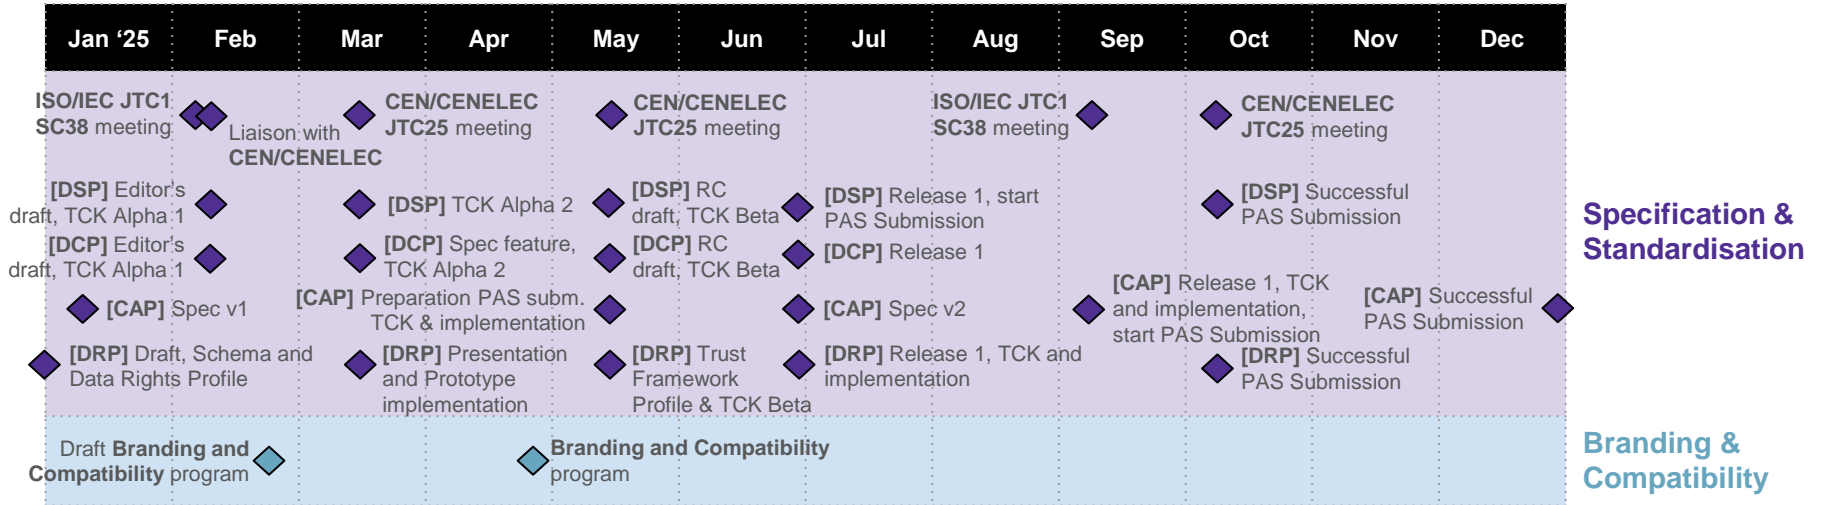 Jan ‘25 Feb Mar Apr May Jun Jul Aug Sep Oct Nov Dec
ISO/IEC JTC1
SC38 meeting
Liaison with
CEN/CENELEC
CEN/CENELEC
JTC25 meeting
CEN/CENELEC
JTC25 meeting
ISO/IEC JTC1
SC38 meeting
CEN/CENELEC
JTC25 meeting
[DSP] Editor's
draft, TCK Alpha 1
[DSP] TCK Alpha 2
[DSP] RC
draft, TCK Beta
[DSP] Release 1, start
PAS Submission
[DSP] Successful
PAS Submission
[DCP] Editor's
draft, TCK Alpha 1
[DCP] Spec feature,
TCK Alpha 2
[DCP] RC
draft, TCK Beta
[DCP] Release 1
[CAP] Spec v1
[CAP] Preparation PAS subm.
TCK & implementation
[CAP] Spec v2
[CAP] Release 1, TCK
and implementation,
start PAS Submission
[CAP] Successful
PAS Submission
[DRP] Draft, Schema and
Data Rights Profile
[DRP] Presentation
and Prototype
implementation
[DRP] Trust
Framework
Profile & TCK Beta
[DRP] Release 1, TCK and
implementation
[DRP] Successful
PAS Submission
Specification &
Standardisation
Draft Branding and
Compatibility program
Branding and Compatibility
program
Branding &
Compatibility